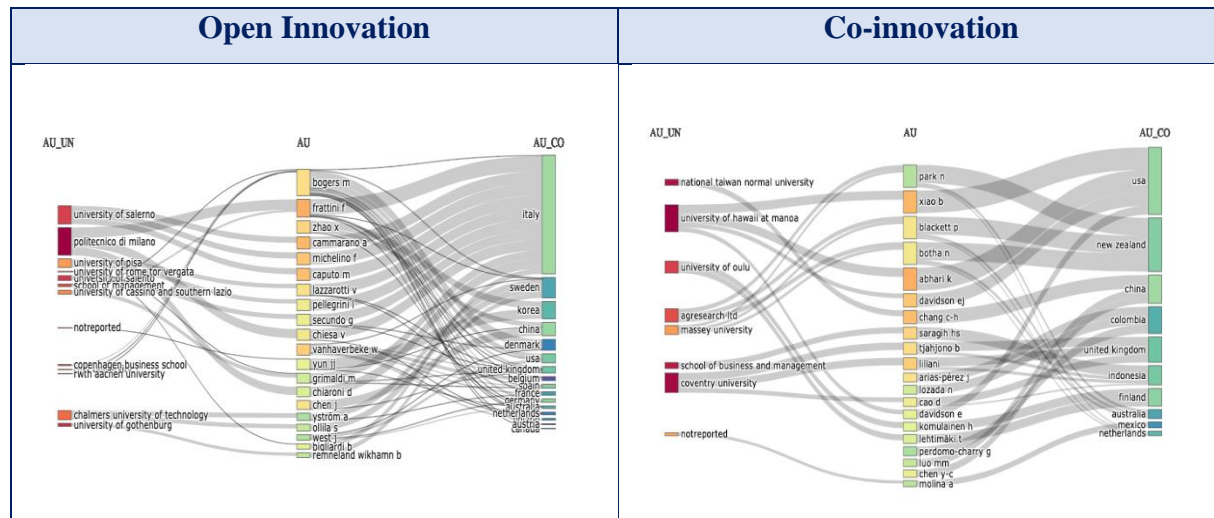 Open Innovation
AU_UN
AU
AU_CO
university of salerno
politecnico di milano
university of pisa
university of rome tor vergata
university of salento
school of management
university of cassino and southern lazio
notreported
copenhagen business school
rwth aachen university
chalmers university of technology
university of gothenburg
bogers m
frattini f
zhao x
cammarano a
michelino f
caputo m
lazzarotti v
pellegrini l
secundo g
chiesa v
vanhaverbeke w
yun jj
grimaldi m
chiaroni d
chen j
yström a
ollila s
west j
bigliardi b
remneland wikhamn b
italy
sweden
korea
china
denmark
usa
united kingdom
belgium
spain
france
germany
australia
netherlands
austria
canada
Co-innovation
AU_UN
AU
AU_CO
national taiwan normal university
university of hawaii at manoa
university of oulu
agresearch ltd
massey university
school of business and management
coventry university
notreported
park n
xiao b
blackett p
botha n
abhari k
davidson ej
chang c-h
saragih hs
tjahjono b
liliani
arias-pérez j
lozada n
cao d
davidson e
komulainen h
lehtimäki t
perdomo-charry g
luo mm
chen y-c
molina a
usa
new zealand
china
colombia
united kingdom
indonesia
finland
australia
mexico
netherlands